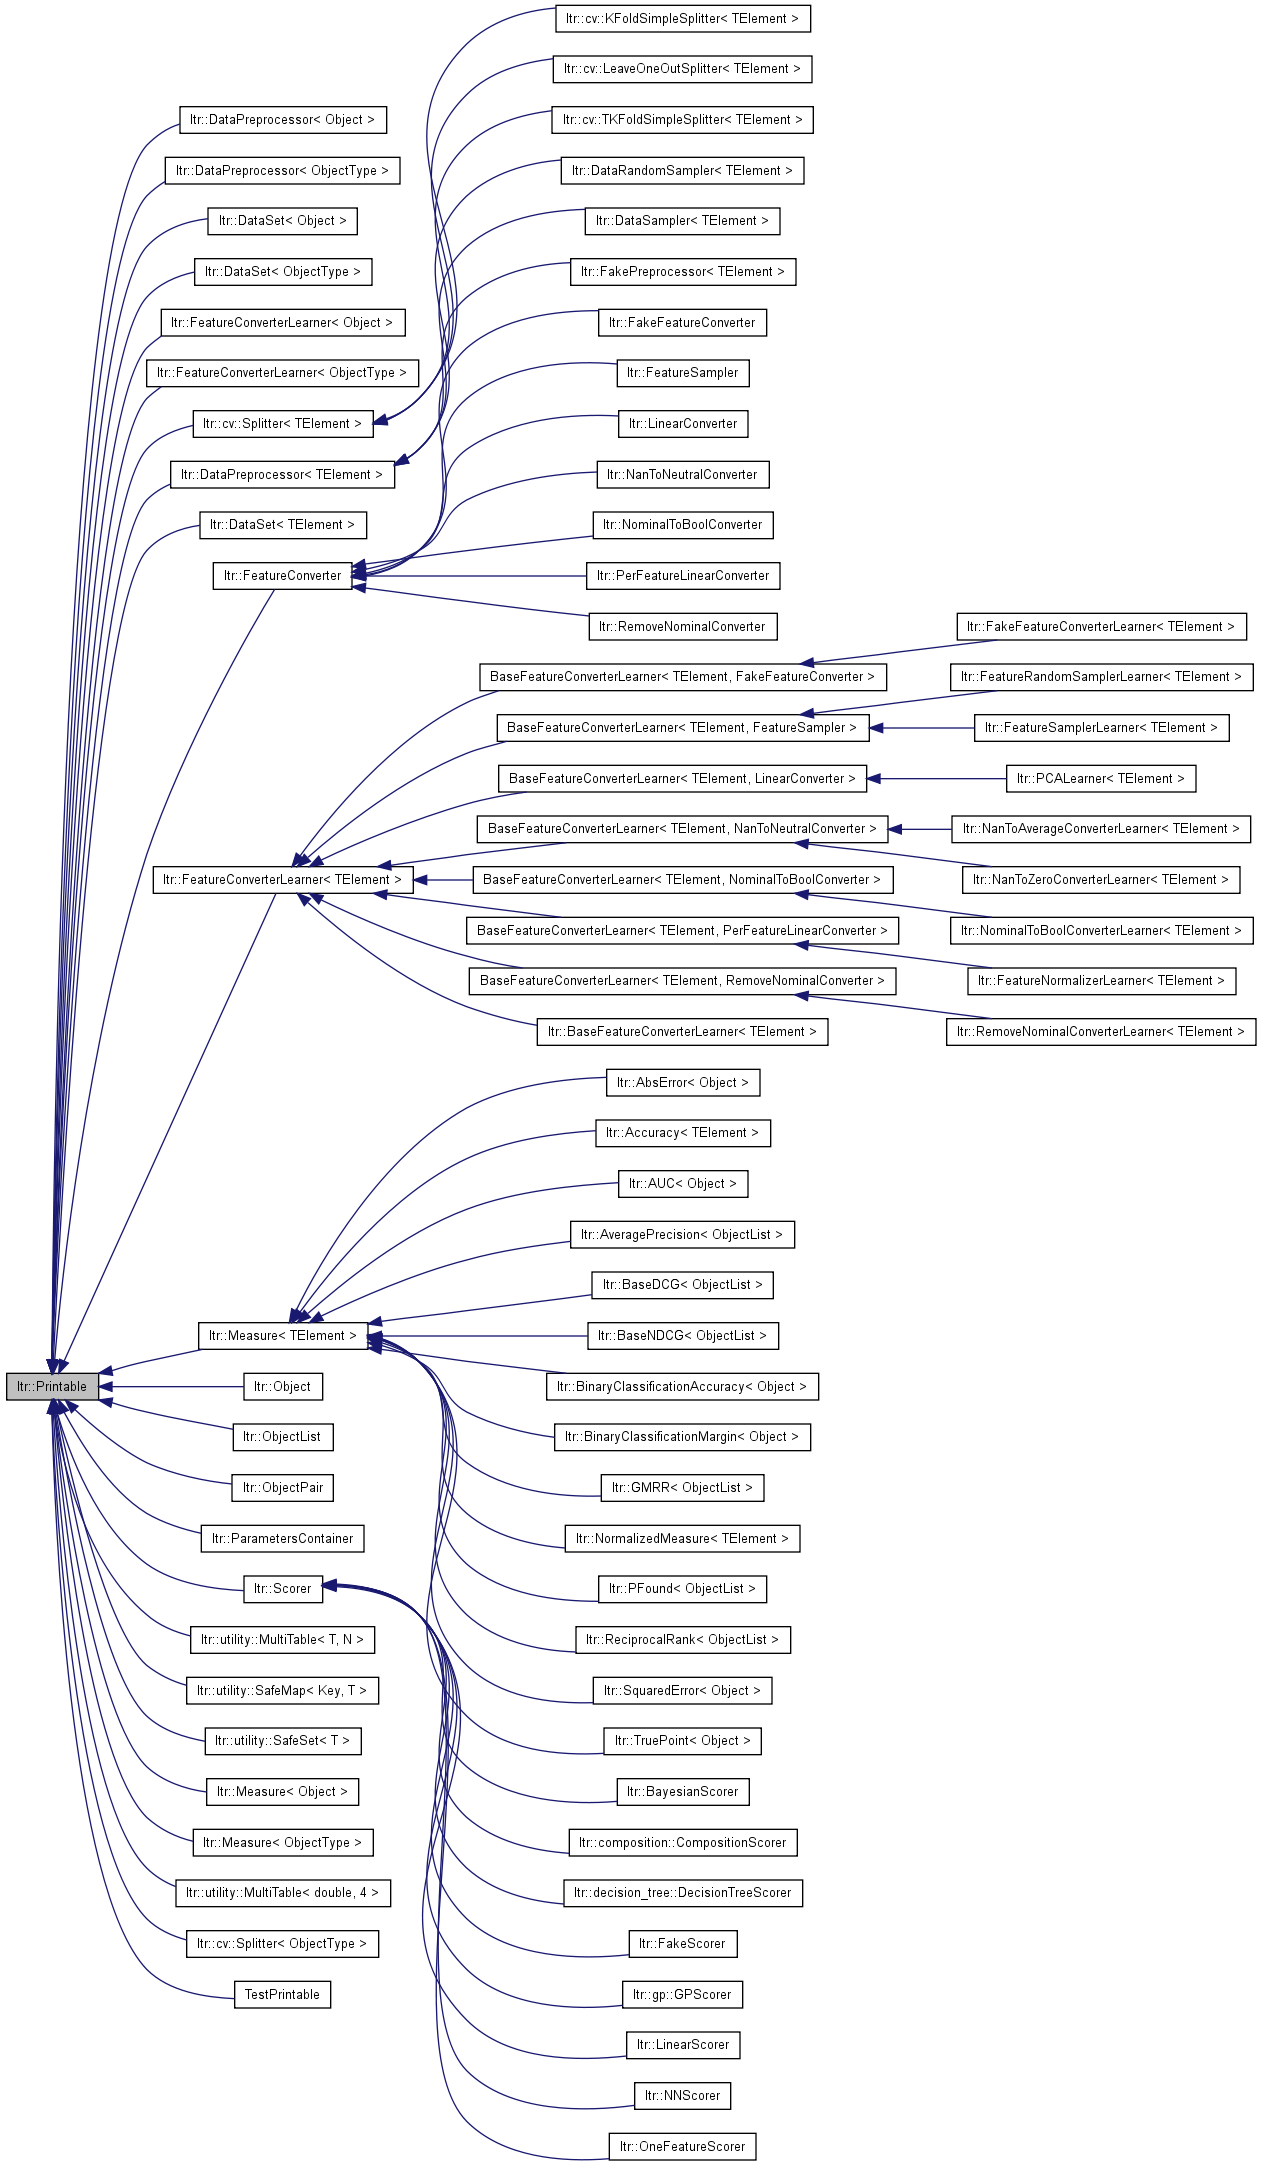 ltr::cv::KFoldSimpleSplitter< TElement >
ltr::cv::LeaveOneOutSplitter< TElement >
ltr::DataPreprocessor< Object >
ltr::cv::TKFoldSimpleSplitter< TElement >
ltr::DataPreprocessor< ObjectType >
ltr::DataRandomSampler< TElement >
ltr::DataSet< Object >
ltr::DataSampler< TElement >
ltr::DataSet< ObjectType >
ltr::FakePreprocessor< TElement >
ltr::FeatureConverterLearner< Object >
ltr::FakeFeatureConverter
ltr::FeatureConverterLearner< ObjectType >
ltr::FeatureSampler
ltr::cv::Splitter< TElement >
ltr::LinearConverter
ltr::DataPreprocessor< TElement >
ltr::NanToNeutralConverter
ltr::DataSet< TElement >
ltr::NominalToBoolConverter
ltr::FeatureConverter
ltr::PerFeatureLinearConverter
ltr::RemoveNominalConverter
ltr::FakeFeatureConverterLearner< TElement >
BaseFeatureConverterLearner< TElement, FakeFeatureConverter >
ltr::FeatureRandomSamplerLearner< TElement >
BaseFeatureConverterLearner< TElement, FeatureSampler >
ltr::FeatureSamplerLearner< TElement >
BaseFeatureConverterLearner< TElement, LinearConverter >
ltr::PCALearner< TElement >
BaseFeatureConverterLearner< TElement, NanToNeutralConverter >
ltr::NanToAverageConverterLearner< TElement >
ltr::FeatureConverterLearner< TElement >
BaseFeatureConverterLearner< TElement, NominalToBoolConverter >
ltr::NanToZeroConverterLearner< TElement >
BaseFeatureConverterLearner< TElement, PerFeatureLinearConverter >
ltr::NominalToBoolConverterLearner< TElement >
BaseFeatureConverterLearner< TElement, RemoveNominalConverter >
ltr::FeatureNormalizerLearner< TElement >
ltr::BaseFeatureConverterLearner< TElement >
ltr::RemoveNominalConverterLearner< TElement >
ltr::AbsError< Object >
ltr::Accuracy< TElement >
ltr::AUC< Object >
ltr::AveragePrecision< ObjectList >
ltr::BaseDCG< ObjectList >
ltr::Measure< TElement >
ltr::BaseNDCG< ObjectList >
ltr::Printable
ltr::Object
ltr::BinaryClassificationAccuracy< Object >
ltr::ObjectList
ltr::BinaryClassificationMargin< Object >
ltr::ObjectPair
ltr::GMRR< ObjectList >
ltr::ParametersContainer
ltr::NormalizedMeasure< TElement >
ltr::Scorer
ltr::PFound< ObjectList >
ltr::utility::MultiTable< T, N >
ltr::ReciprocalRank< ObjectList >
ltr::utility::SafeMap< Key, T >
ltr::SquaredError< Object >
ltr::utility::SafeSet< T >
ltr::TruePoint< Object >
ltr::Measure< Object >
ltr::BayesianScorer
ltr::Measure< ObjectType >
ltr::composition::CompositionScorer
ltr::utility::MultiTable< double, 4 >
ltr::decision_tree::DecisionTreeScorer
ltr::cv::Splitter< ObjectType >
ltr::FakeScorer
TestPrintable
ltr::gp::GPScorer
ltr::LinearScorer
ltr::NNScorer
ltr::OneFeatureScorer